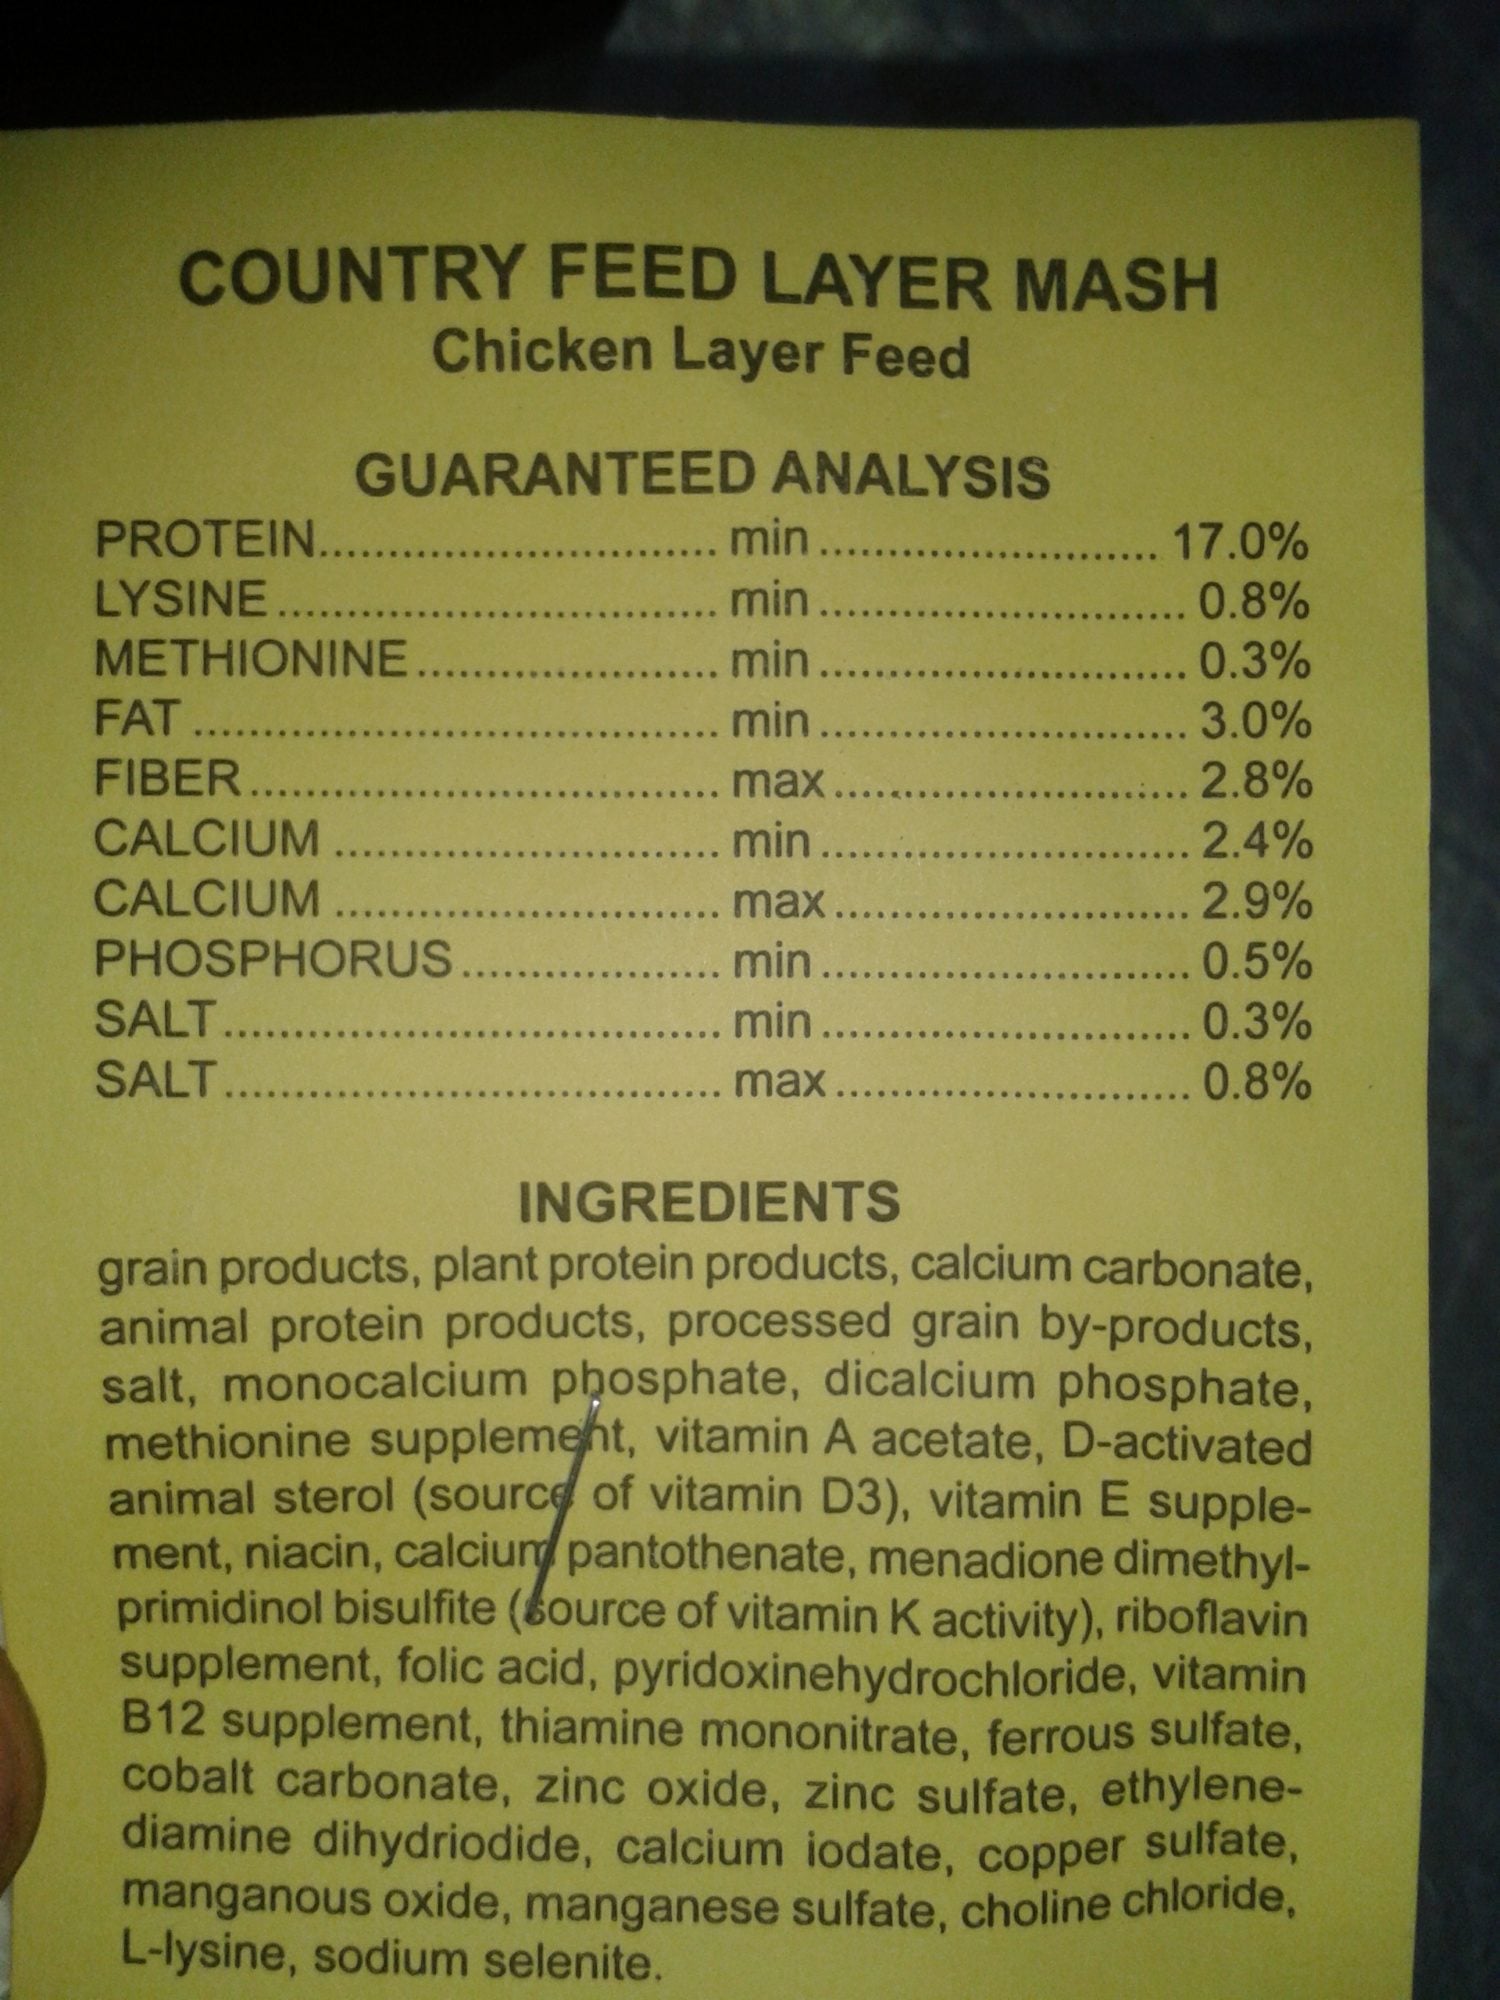 COUNTRY FEED LAYER MASH
Chicken Layer Feed
GUARANTEED ANALYSIS
PROTEIN............................. min ......................... 17.0%
LYSINE ................................ min ........................... 0.8%
METHIONINE ...................... min ........................... 0.3%
FAT ...................................... min ........................... 3.0%
FIBER .................................. max .......................... 2.8%
CALCIUM ............................ min ........................... 2.4%
CALCIUM ............................ max .......................... 2.9%
PHOSPHORUS ................... min ........................... 0.5%
SALT .................................... min ........................... 0.3%
SALT .................................... max .......................... 0.8%
INGREDIENTS
grain products, plant protein products, calcium carbonate,
animal protein products, processed grain by-products,
salt, monocalcium phosphate, dicalcium phosphate,
methionine supplement, vitamin A acetate, D-activated
animal sterol (source of vitamin D3), vitamin E supple-
ment, niacin, calcium pantothenate, menadione dimethyl-
primidinol bisulfite (source of vitamin K activity), riboflavin
supplement, folic acid, pyridoxinehydrochloride, vitamin
B12 supplement, thiamine mononitrate, ferrous sulfate,
cobalt carbonate, zinc oxide, zinc sulfate, ethylene-
diamine dihydriodide, calcium iodate, copper sulfate,
manganous oxide, manganese sulfate, choline chloride,
L-lysine, sodium selenite.